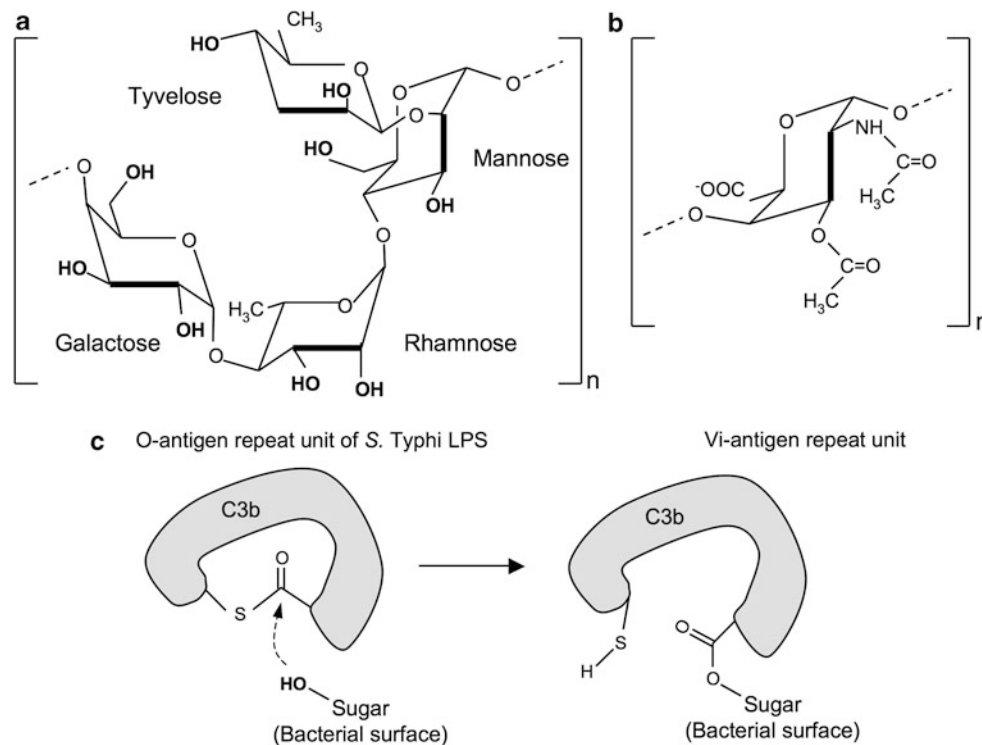 a
CH3
HO
O
O
Tyvelose
HO
O
O
Mannose
HO
OH
O
OH
O
O
HO
OH
Galactose
O
H3C
O
Rhamnose
HO
OH
n
b
O
O
NH
C=O
H3C
-OOC
O
O
C=O
H3C
n
c
O-antigen repeat unit of S. Typhi LPS
Vi-antigen repeat unit
C3b
O
S
HO
Sugar
(Bacterial surface)
C3b
S
H
O
O
Sugar
(Bacterial surface)